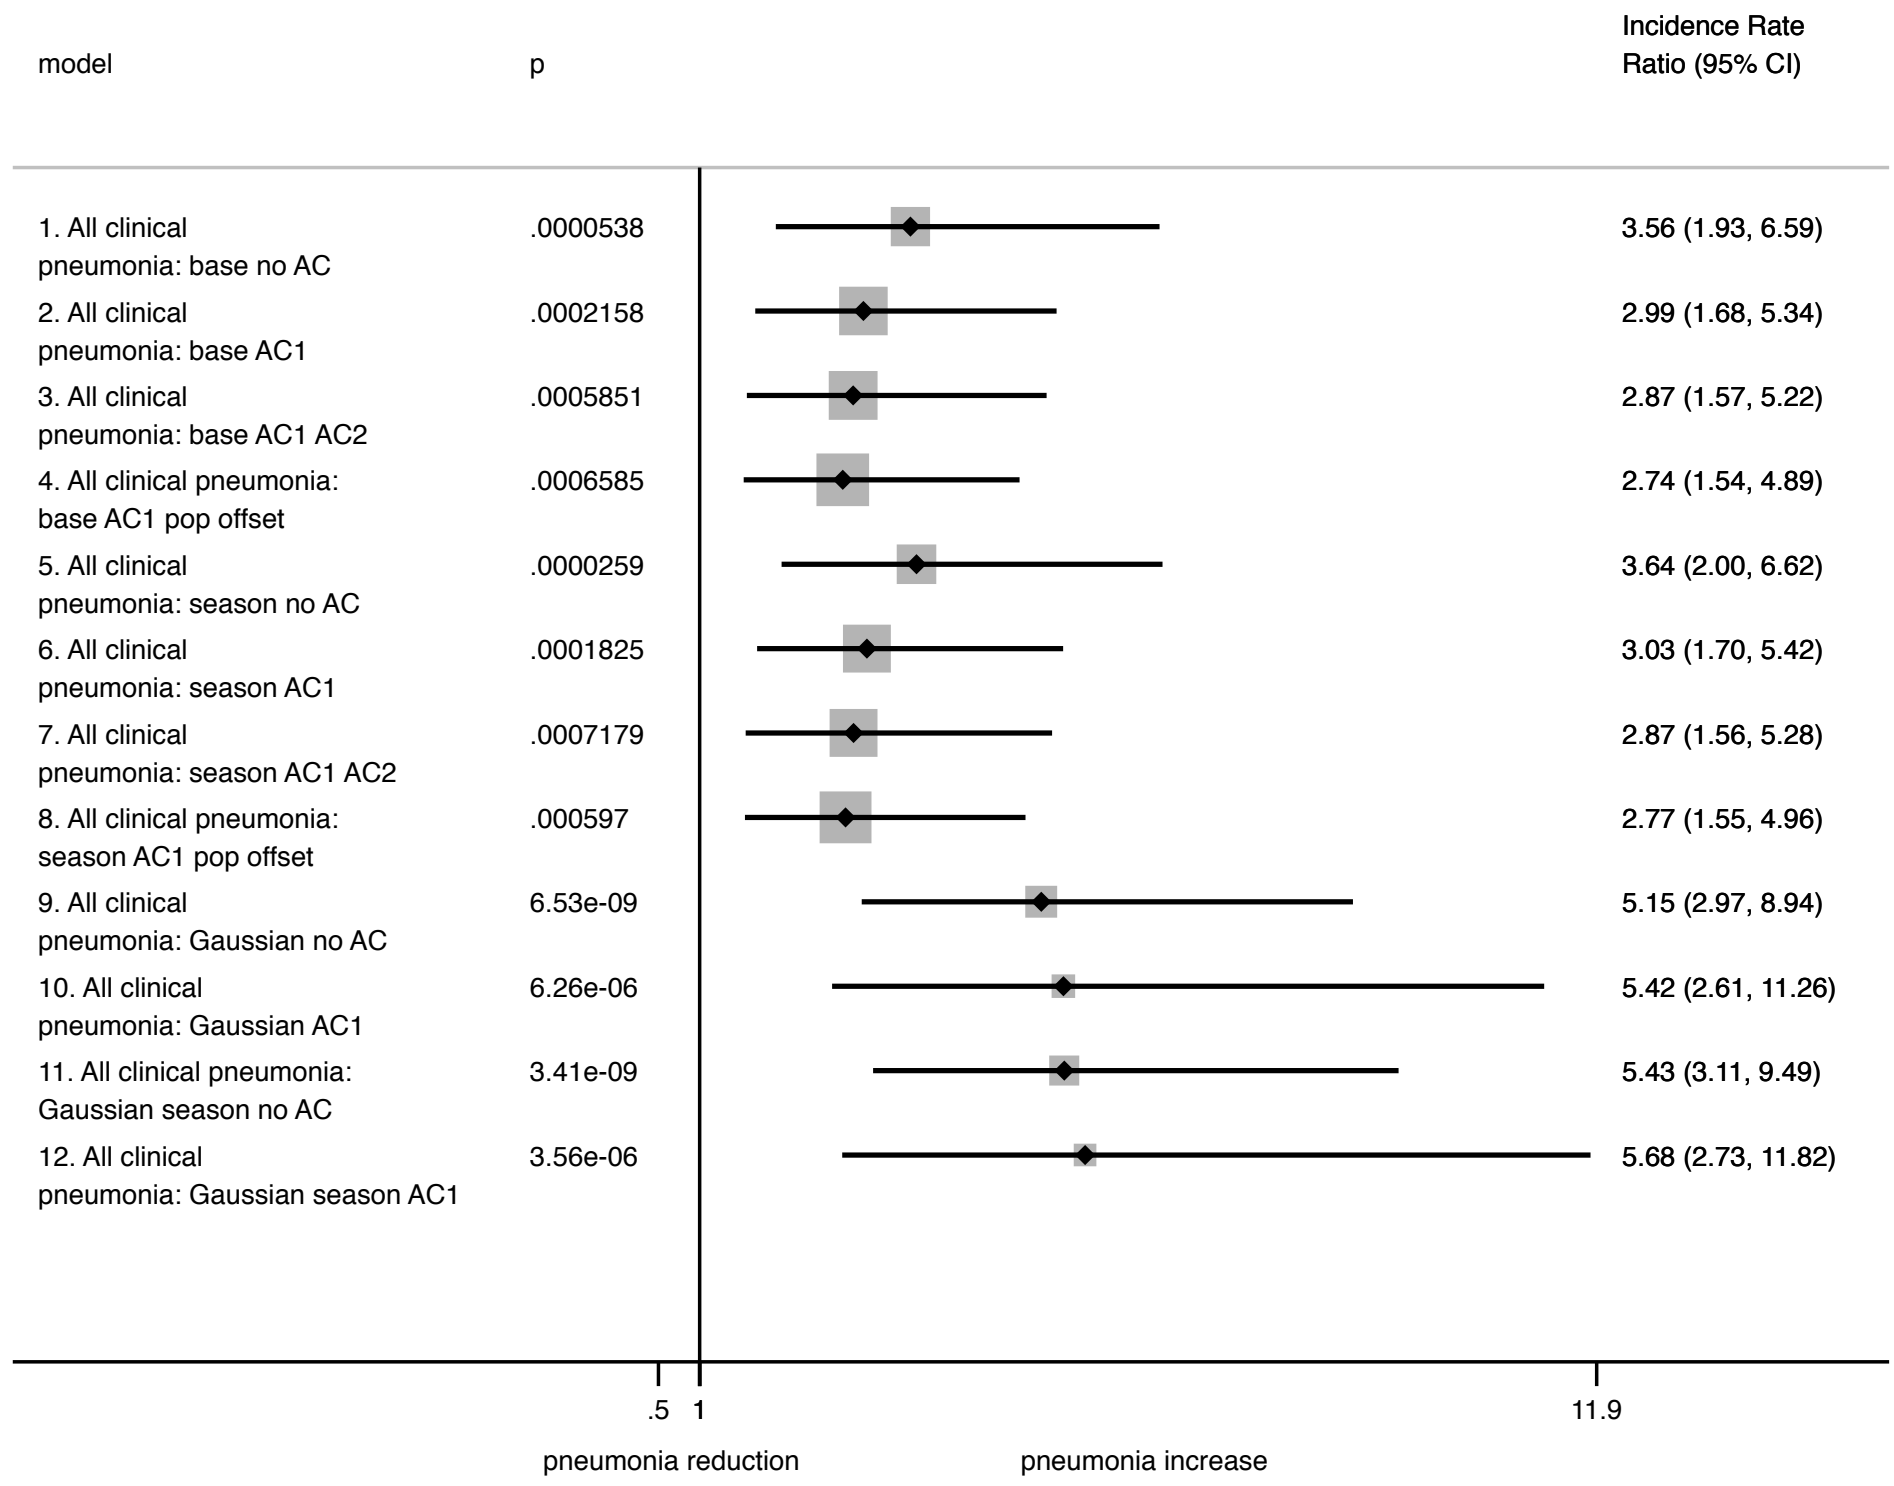 Incidence Rate
model p Ratio (95% CI)
1. All clinical .0000538 3.56 (1.93, 6.59)
pneumonia: base no AC
2. All clinical .0002158 2.99 (1.68, 5.34)
pneumonia: base AC1
3. All clinical .0005851 2.87 (1.57, 5.22)
pneumonia: base AC1 AC2
4. All clinical pneumonia: .0006585 2.74 (1.54, 4.89)
base AC1 pop offset
5. All clinical .0000259 3.64 (2.00, 6.62)
pneumonia: season no AC
6. All clinical .0001825 3.03 (1.70, 5.42)
pneumonia: season AC1
7. All clinical .0007179 2.87 (1.56, 5.28)
pneumonia: season AC1 AC2
8. All clinical pneumonia: .000597 2.77 (1.55, 4.96)
season AC1 pop offset
9. All clinical 6.53e-09 5.15 (2.97, 8.94)
pneumonia: Gaussian no AC
10. All clinical 6.26e-06 5.42 (2.61, 11.26)
pneumonia: Gaussian AC1
11. All clinical pneumonia: 3.41e-09 5.43 (3.11, 9.49)
Gaussian season no AC
12. All clinical 3.56e-06 5.68 (2.73, 11.82)
pneumonia: Gaussian season AC1
.5 1 11.9
pneumonia reduction pneumonia increase